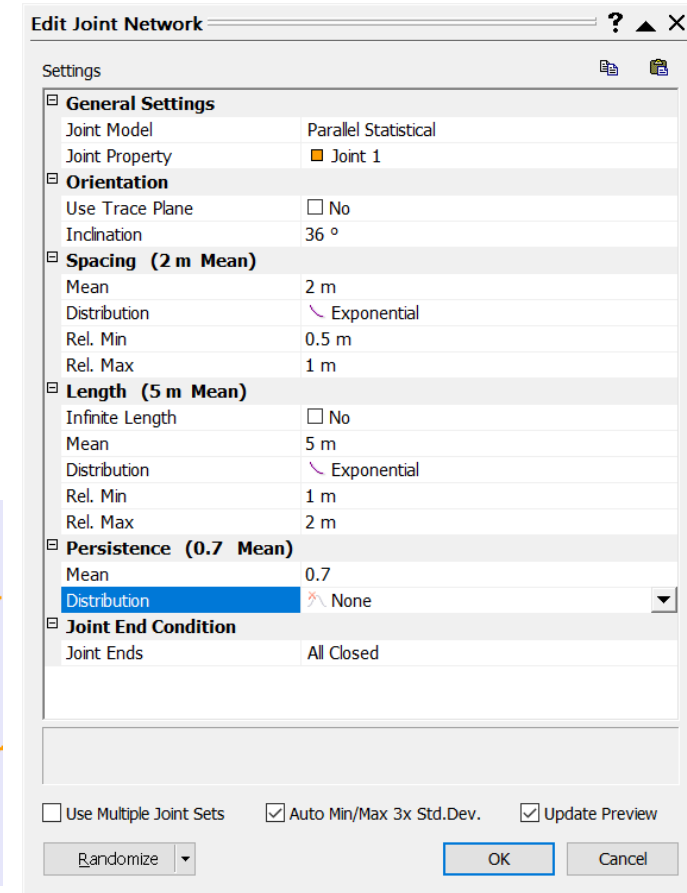 Edit Joint Network
Settings
General Settings
Joint Model Parallel Statistical
Joint Property Joint 1
Orientation
Use Trace Plane No
Inclination 36 º
Spacing (2 m Mean)
Mean 2 m
Distribution Exponential
Rel. Min 0.5 m
Rel. Max 1 m
Length (5 m Mean)
Infinite Length No
Mean 5 m
Distribution Exponential
Rel. Min 1 m
Rel. Max 2 m
Persistence (0.7 Mean)
Mean 0.7
Distribution None
Joint End Condition
Joint Ends All Closed
Use Multiple Joint Sets Auto Min/Max 3x Std.Dev. Update Preview
Randomize OK Cancel